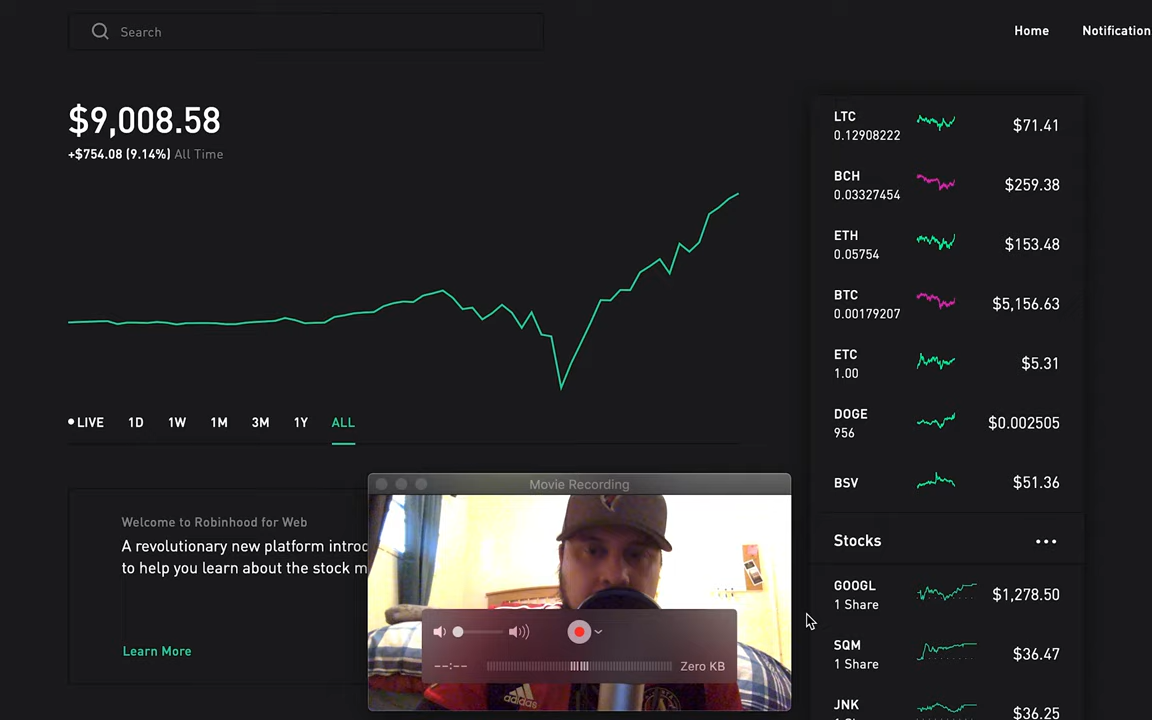 Search
Home
Notification
$9,008.58
+$754.08 (9.14%) All Time
LIVE 1D 1W 1M 3M 1Y ALL
Welcome to Robinhood for Web
A revolutionary new platform introd
to help you learn about the stock m
Learn More
Movie Recording
--:--
Zero KB
adidas
LTC
0.12908222
$71.41
BCH
0.03327454
$259.38
ETH
0.05754
$153.48
BTC
0.00179207
$5,156.63
ETC
1.00
$5.31
DOGE
956
$0.002505
BSV
$51.36
Stocks
GOOGL
1 Share
$1,278.50
SQM
1 Share
$36.47
JNK
$36.25